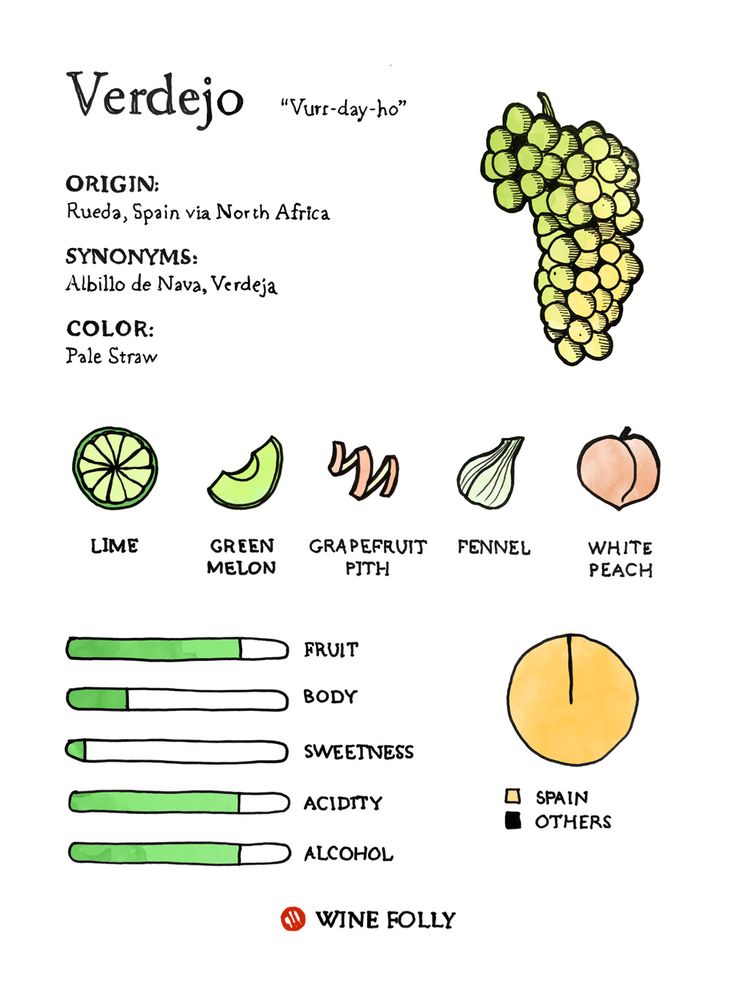 Verdejo "Vurr-day-ho"
ORIGIN:
Rueda, Spain via North Africa
SYNONYMS:
Albillo de Nava, Verdeja
COLOR:
Pale Straw
LIME
GREEN
MELON
GRAPEFRUIT
PITH
FENNEL
WHITE
PEACH
FRUIT
BODY
SWEETNESS
ACIDITY
ALCOHOL
SPAIN
OTHERS
WINE FOLLY